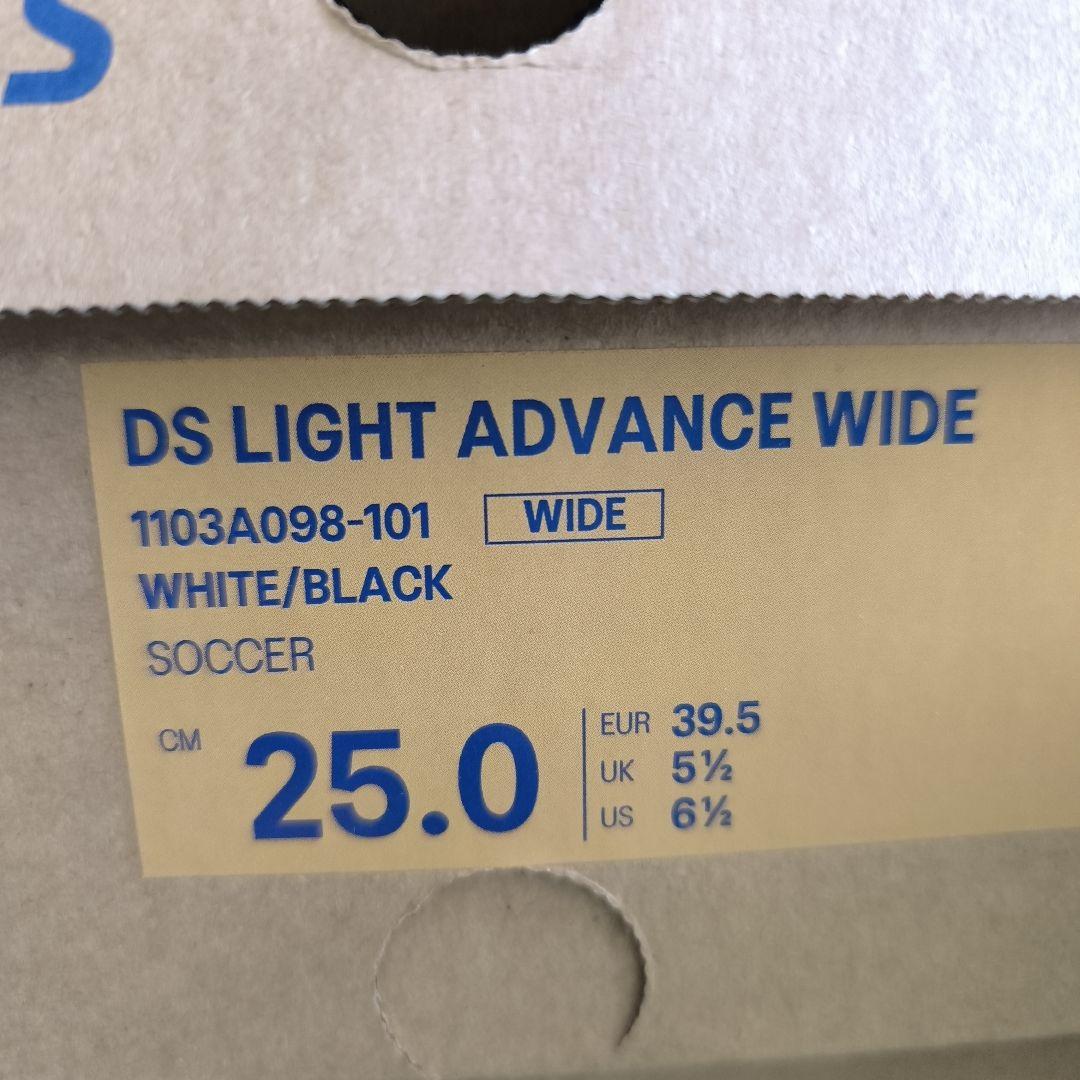 S
DS LIGHT ADVANCE WIDE
1103A098-101 WIDE
WHITE/BLACK
SOCCER
CM 25.0
EUR 39.5
UK 5½
US 6½